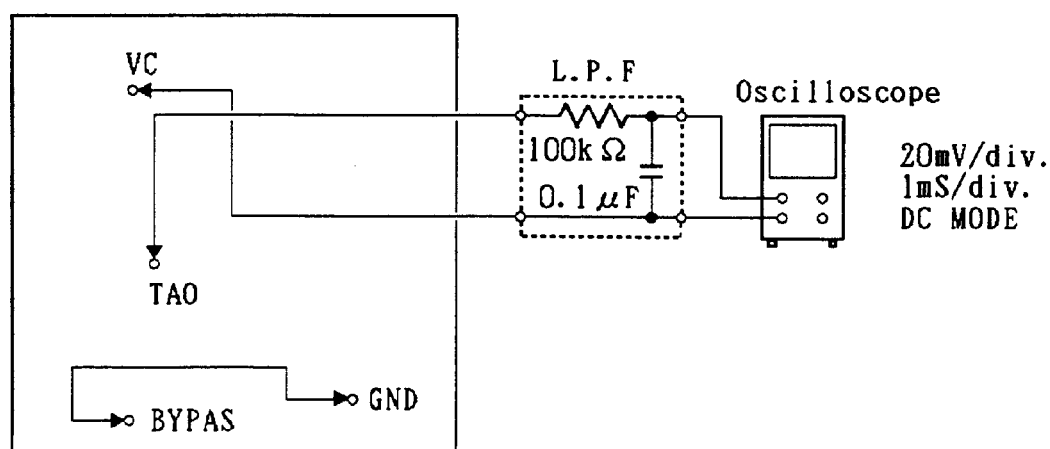 VC
L.P.F
Oscilloscope
100kΩ
0.1μF
20mV/div.
1mS/div.
DC MODE
TAO
GND
BYPAS